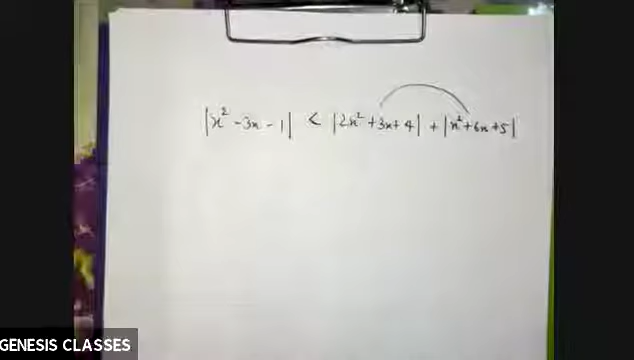 |x² - 3x - 1| < |2x² + 3x + 4| + |x² + 6x + 5|
GENESIS CLASSES